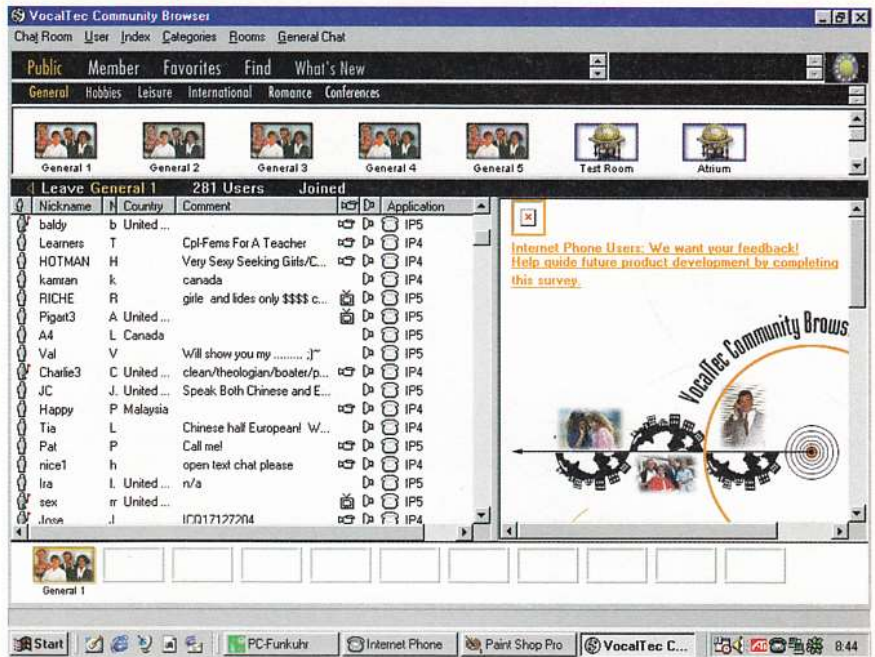 VocalTec Community Browser
Chat Room User Index Categories Rooms General Chat
Public Member Favorites Find What's New
General Hobbies Leisure International Romance Conferences
General 1 General 2 General 3 General 4 General 5 Test Room Atrium
Leave General 1 281 Users Joined
Nickname N Country Comment Application
baldy b United ... IP5
Learners T Cpl-Fems For A Teacher IP4
HOTMAN H Very Sexy Seeking Girls/C... IP4
kamran k canada IP4
RICHE R girle and lides only $$$$ c... IP5
Pigart3 A United ... IP5
A4 L Canada IP5
Val V Will show you my ......... ;)~ IP5
Charlie3 C United ... clean/theologian/boater/p... IP4
JC J. United ... Speak Both Chinese and E... IP5
Happy P Malaysia IP4
Tia L Chinese half European! W... IP4
Pat P Call me! IP4
nice1 h open text chat please IP4
Ira I. United ... n/a IP5
sex m United ... IP5
Jose J ICQ17127204 IP4
Internet Phone Users: We want your feedback!
Help guide future product development by completing
this survey.
VocalTec Community Brows
General 1
Start PC-Funkuhr Internet Phone Paint Shop Pro VocalTec C... 8:44